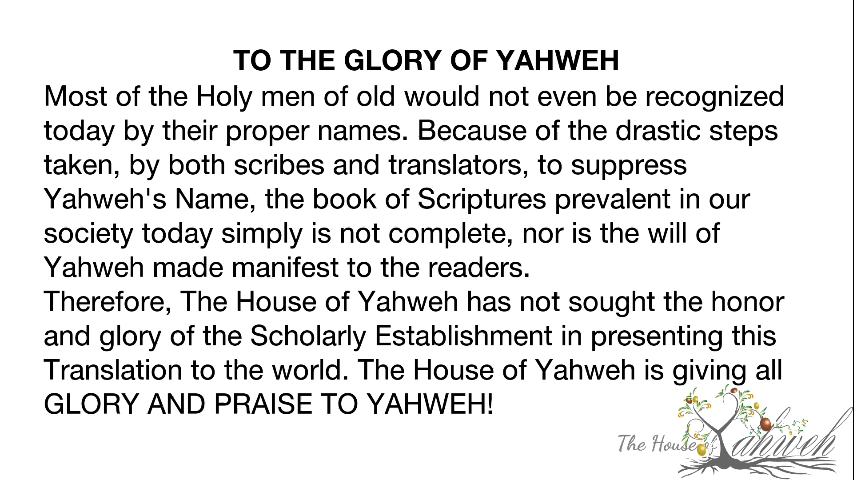 TO THE GLORY OF YAHWEH
Most of the Holy men of old would not even be recognized
today by their proper names. Because of the drastic steps
taken, by both scribes and translators, to suppress
Yahweh's Name, the book of Scriptures prevalent in our
society today simply is not complete, nor is the will of
Yahweh made manifest to the readers.
Therefore, The House of Yahweh has not sought the honor
and glory of the Scholarly Establishment in presenting this
Translation to the world. The House of Yahweh is giving all
GLORY AND PRAISE TO YAHWEH!
The House of Yahweh